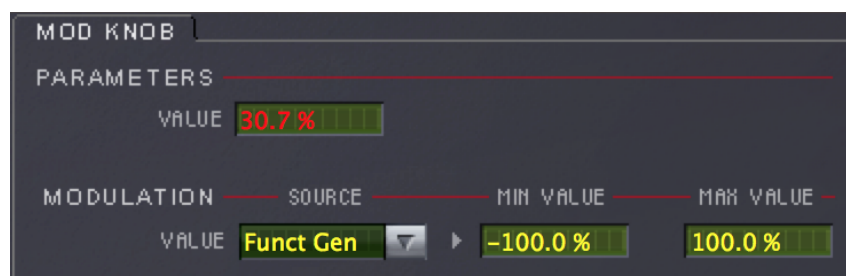 MOD KNOB
PARAMETERS
VALUE 30.7 %
MODULATION SOURCE MIN VALUE MAX VALUE
VALUE Funct Gen -100.0 % 100.0 %